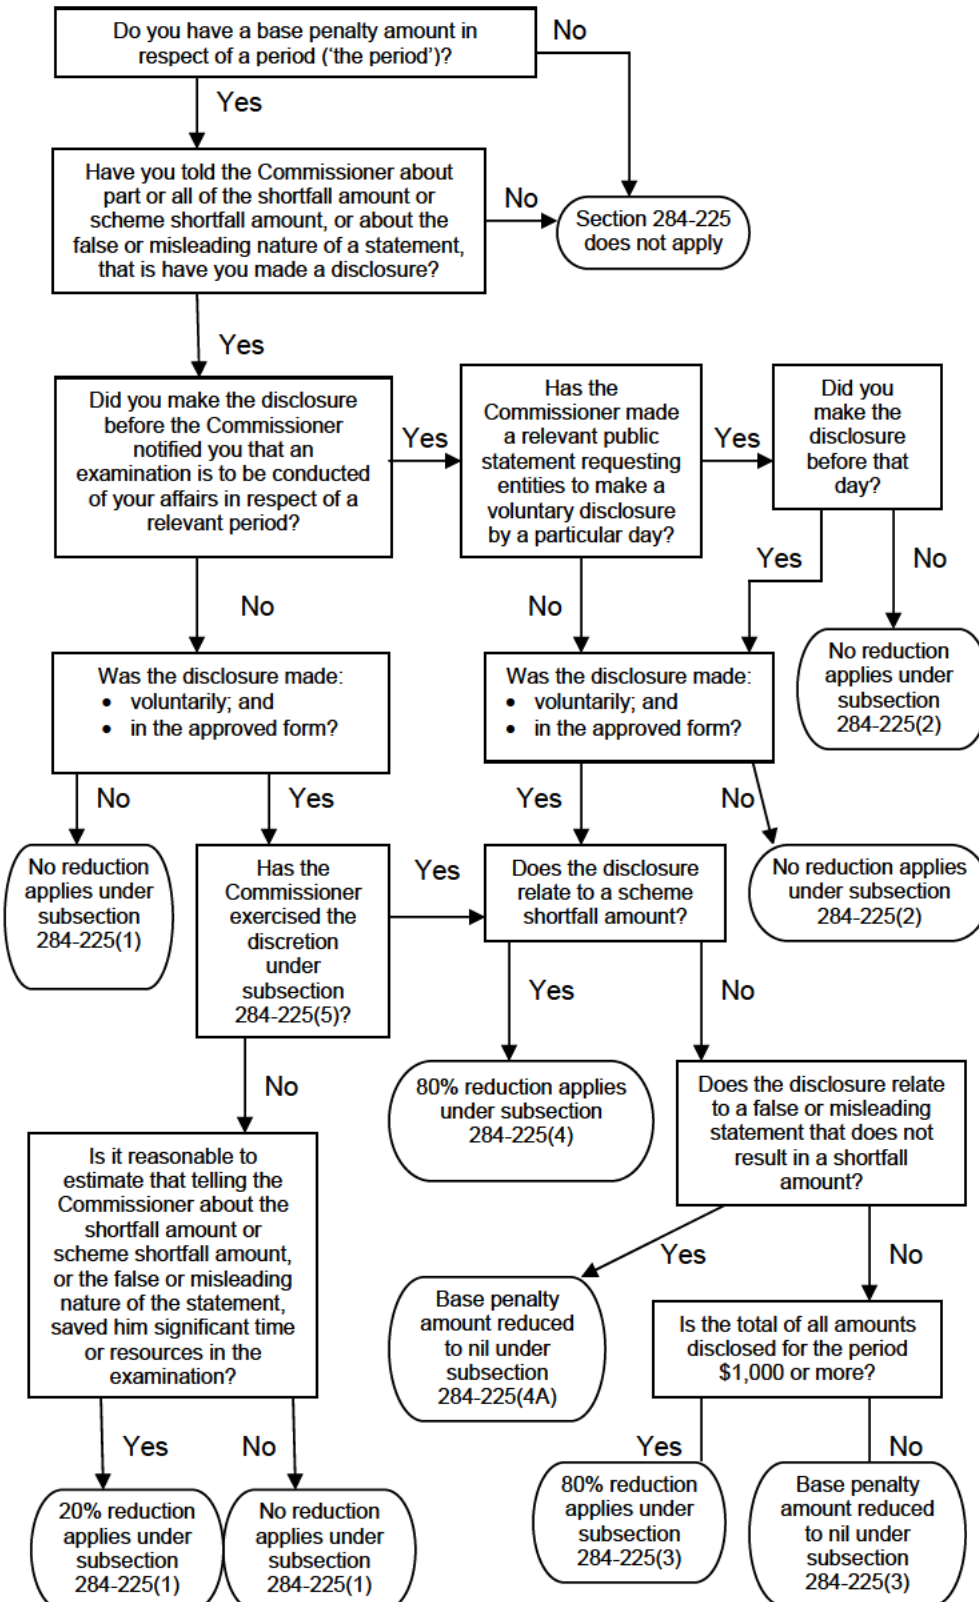 Do you have a base penalty amount in
respect of a period (‘the period’)?
No
Yes
Have you told the Commissioner about
part or all of the shortfall amount or
scheme shortfall amount, or about the
false or misleading nature of a statement,
that is have you made a disclosure?
No
Section 284-225
does not apply
Yes
Did you make the disclosure
before the Commissioner
notified you that an
examination is to be conducted
of your affairs in respect of a
relevant period?
Yes
Has the
Commissioner made
a relevant public
statement requesting
entities to make a
voluntary disclosure
by a particular day?
Yes
Did you
make the
disclosure
before that
day?
No
No
Yes
No
Was the disclosure made:
• voluntarily; and
• in the approved form?
Was the disclosure made:
• voluntarily; and
• in the approved form?
No reduction
applies under
subsection
284-225(2)
No
Yes
Yes
No
No reduction
applies under
subsection
284-225(1)
Has the
Commissioner
exercised the
discretion
under
subsection
284-225(5)?
Yes
Does the disclosure
relate to a scheme
shortfall amount?
No reduction applies
under subsection
284-225(2)
Yes
No
No
80% reduction applies
under subsection
284-225(4)
Does the disclosure relate
to a false or misleading
statement that does not
result in a shortfall
amount?
Is it reasonable to
estimate that telling the
Commissioner about the
shortfall amount or
scheme shortfall amount,
or the false or misleading
nature of the statement,
saved him significant time
or resources in the
examination?
Yes
No
Base penalty
amount reduced
to nil under
subsection
284-225(4A)
Is the total of all amounts
disclosed for the period
$1,000 or more?
Yes
No
Yes
No
20% reduction
applies under
subsection
284-225(1)
No reduction
applies under
subsection
284-225(1)
80% reduction
applies under
subsection
284-225(3)
Base penalty
amount reduced
to nil under
subsection
284-225(3)